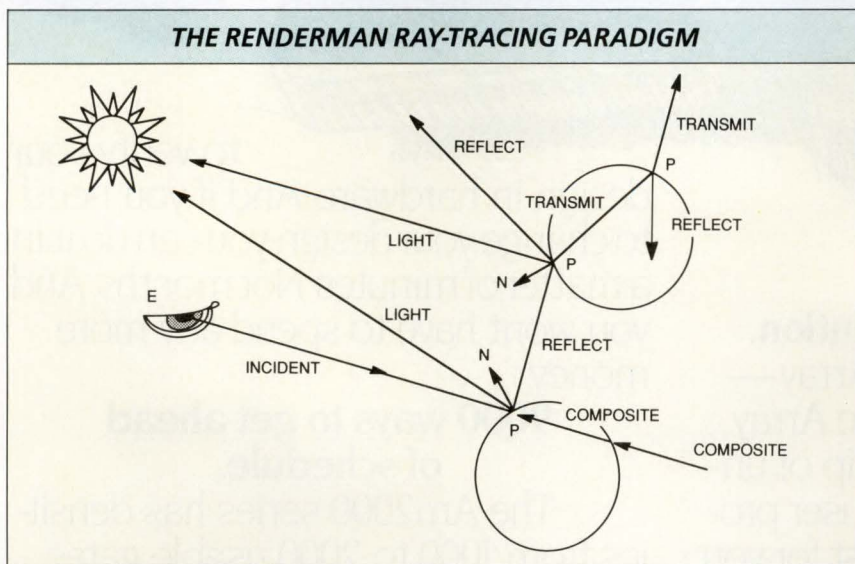 THE RENDERMAN RAY-TRACING PARADIGM
TRANSMIT
REFLECT
P
TRANSMIT
REFLECT
LIGHT
P
N
E
LIGHT
REFLECT
N
INCIDENT
COMPOSITE
P
COMPOSITE